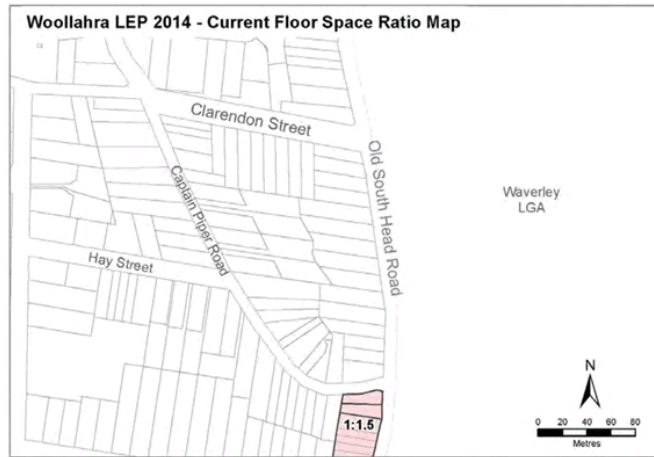 Woollahra LEP 2014 - Current Floor Space Ratio Map
Clarendon Street
Old South Head Road
Captain Piper Road
Waverley
LGA
Hay Street
N
1:1.5
0 20 40 60 80
Metres